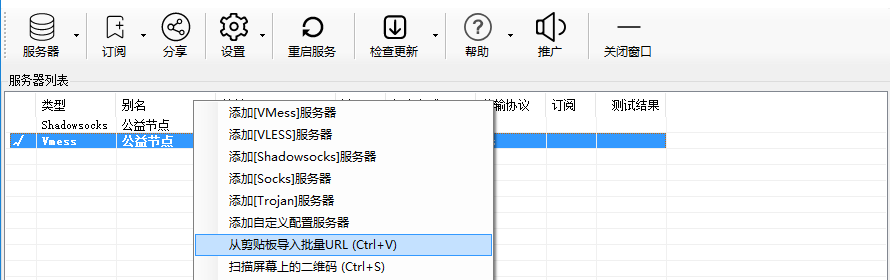 服务器 订阅 分享 设置 重启服务 检查更新 帮助 推广 关闭窗口
服务器列表
类型 别名 输协议 订阅 测试结果
Shadowsocks 公益节点
Vmess 公益节点
添加[VMess]服务器
添加[VLESS]服务器
添加[Shadowsocks]服务器
添加[Socks]服务器
添加[Trojan]服务器
添加自定义配置服务器
从剪贴板导入批量URL (Ctrl+V)
扫描屏幕上的二维码 (Ctrl+S)